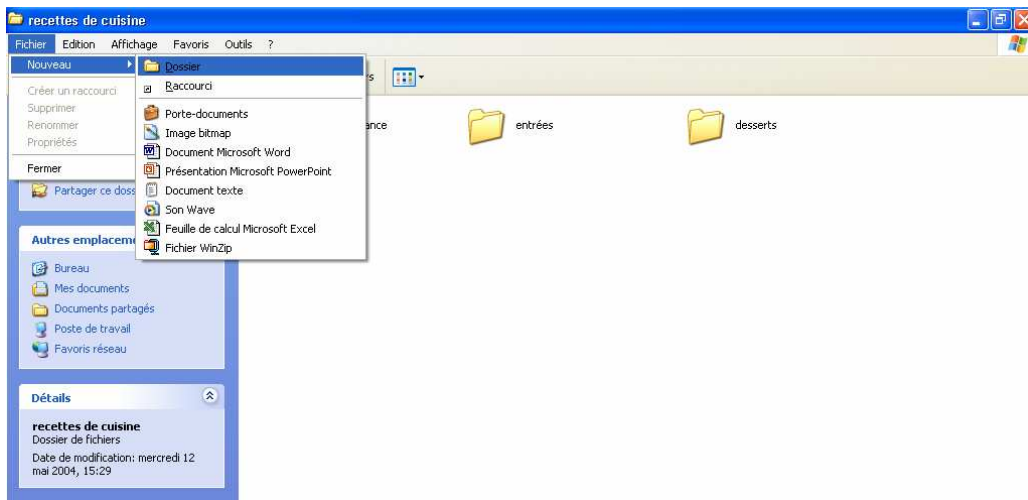 recettes de cuisine
Fichier Edition Affichage Favoris Outils ?
Nouveau
Créer un raccourci
Supprimer
Renommer
Propriétés
Fermer
Dossier
Raccourci
Porte-documents
Image bitmap
Document Microsoft Word
Présentation Microsoft PowerPoint
Document texte
Son Wave
Feuille de calcul Microsoft Excel
Fichier WinZip
s
ance
entrées
desserts
Partager ce doss
Autres emplaceme
Bureau
Mes documents
Documents partagés
Poste de travail
Favoris réseau
Détails
recettes de cuisine
Dossier de fichiers
Date de modification: mercredi 12
mai 2004, 15:29